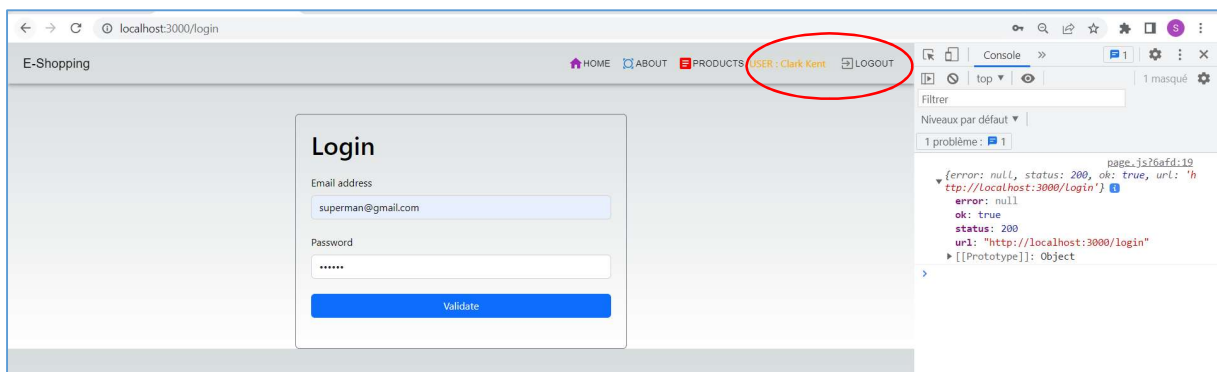 localhost:3000/login
S
E-Shopping
HOME ABOUT PRODUCTS USER : Clark Kent LOGOUT
Login
Email address
superman@gmail.com
Password
••••••
Validate
Console » 1
top ▼ 1 masqué
Filtrer
Niveaux par défaut ▼
1 problème : 1
page.js?6afd:19
{error: null, status: 200, ok: true, url: 'h
ttp://localhost:3000/login'}
error: null
ok: true
status: 200
url: "http://localhost:3000/login"
▶ [[Prototype]]: Object
>